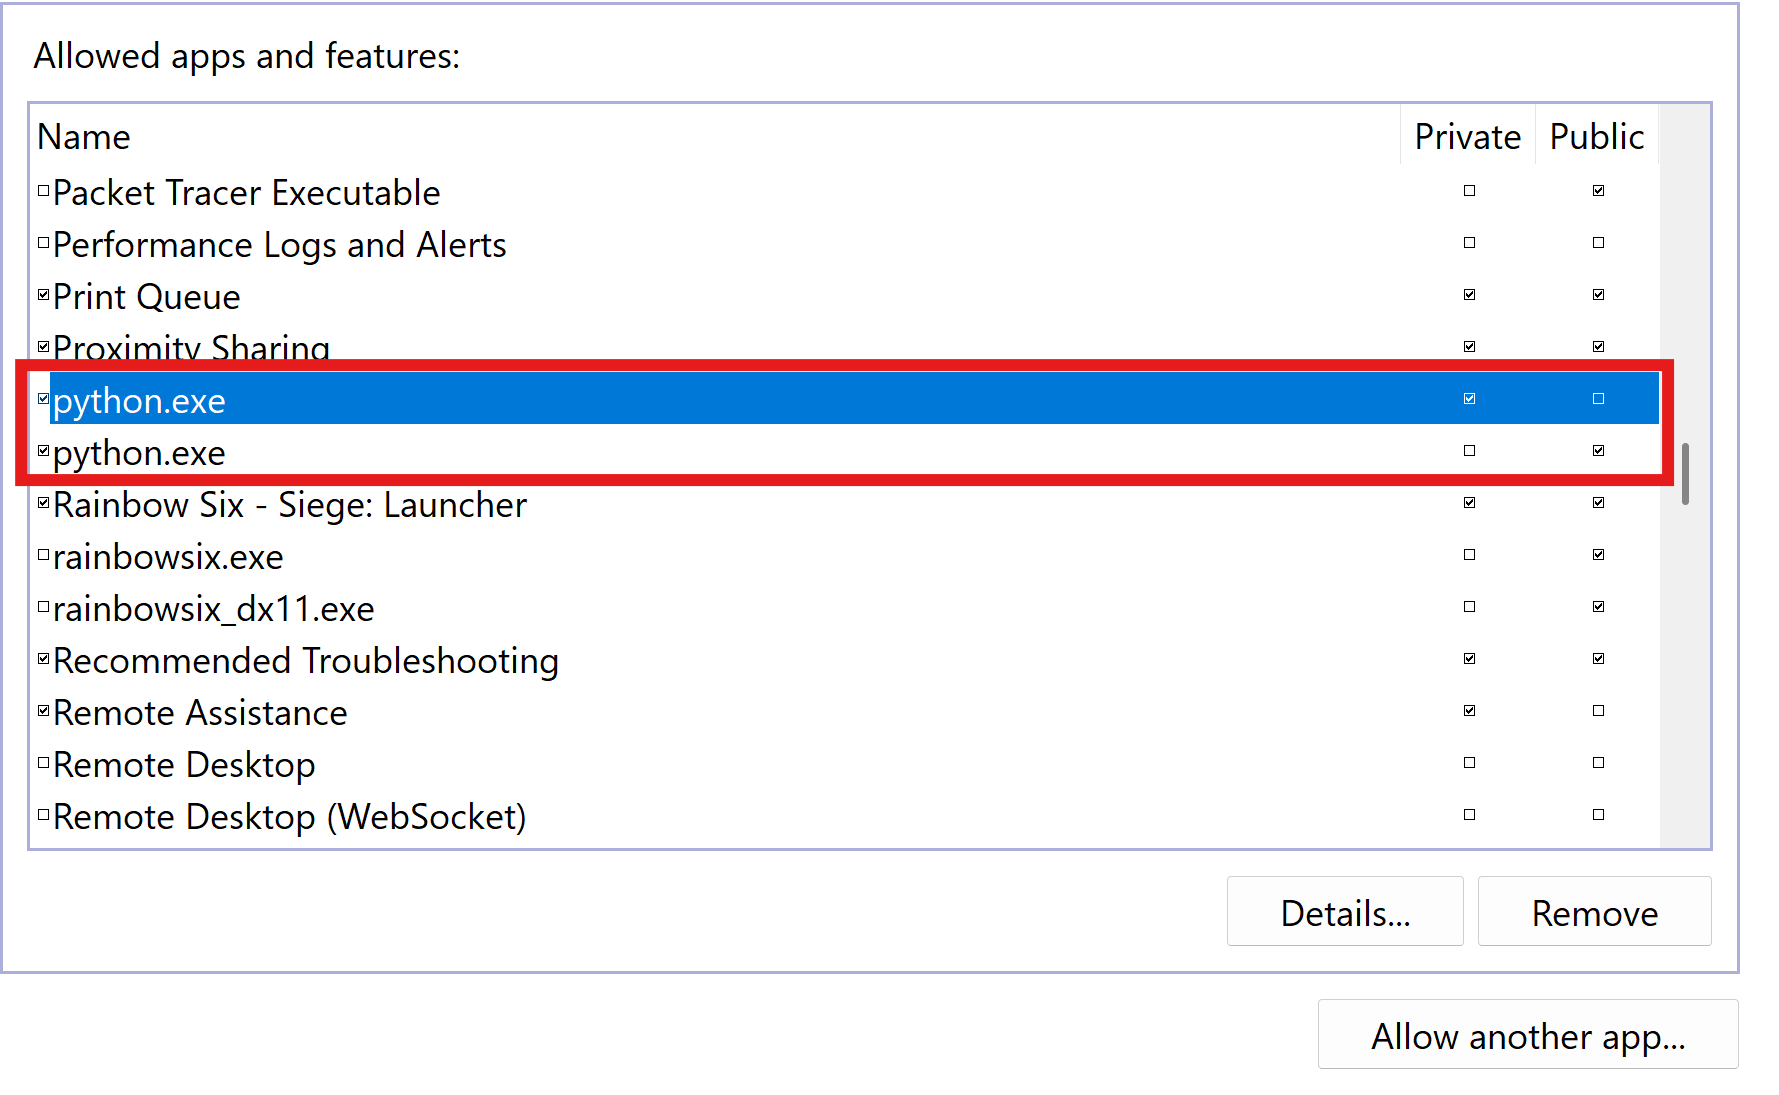 Allowed apps and features:
Name Private Public
Packet Tracer Executable
Performance Logs and Alerts
Print Queue
Proximity Sharing
python.exe
python.exe
Rainbow Six - Siege: Launcher
rainbowsix.exe
rainbowsix_dx11.exe
Recommended Troubleshooting
Remote Assistance
Remote Desktop
Remote Desktop (WebSocket)
Details... Remove
Allow another app...